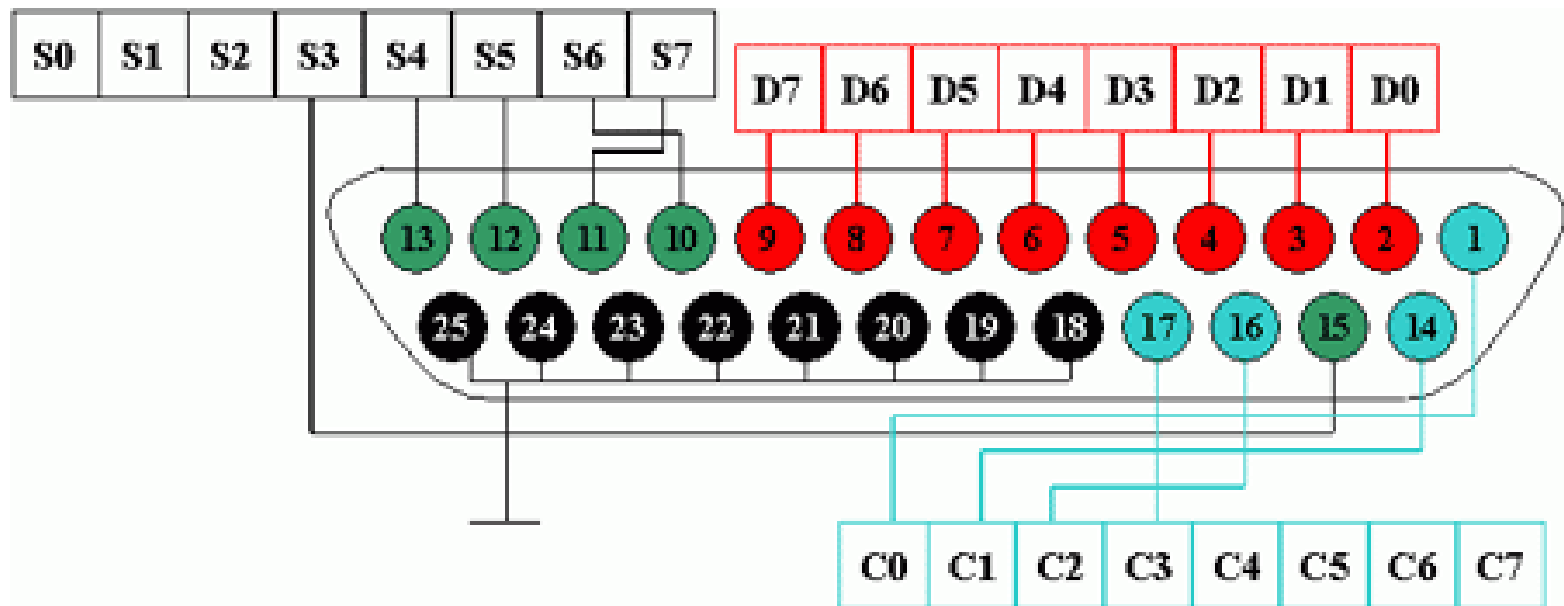 S0 S1 S2 S3 S4 S5 S6 S7
D7 D6 D5 D4 D3 D2 D1 D0
13 12 11 10 9 8 7 6 5 4 3 2 1
25 24 23 22 21 20 19 18 17 16 15 14
C0 C1 C2 C3 C4 C5 C6 C7